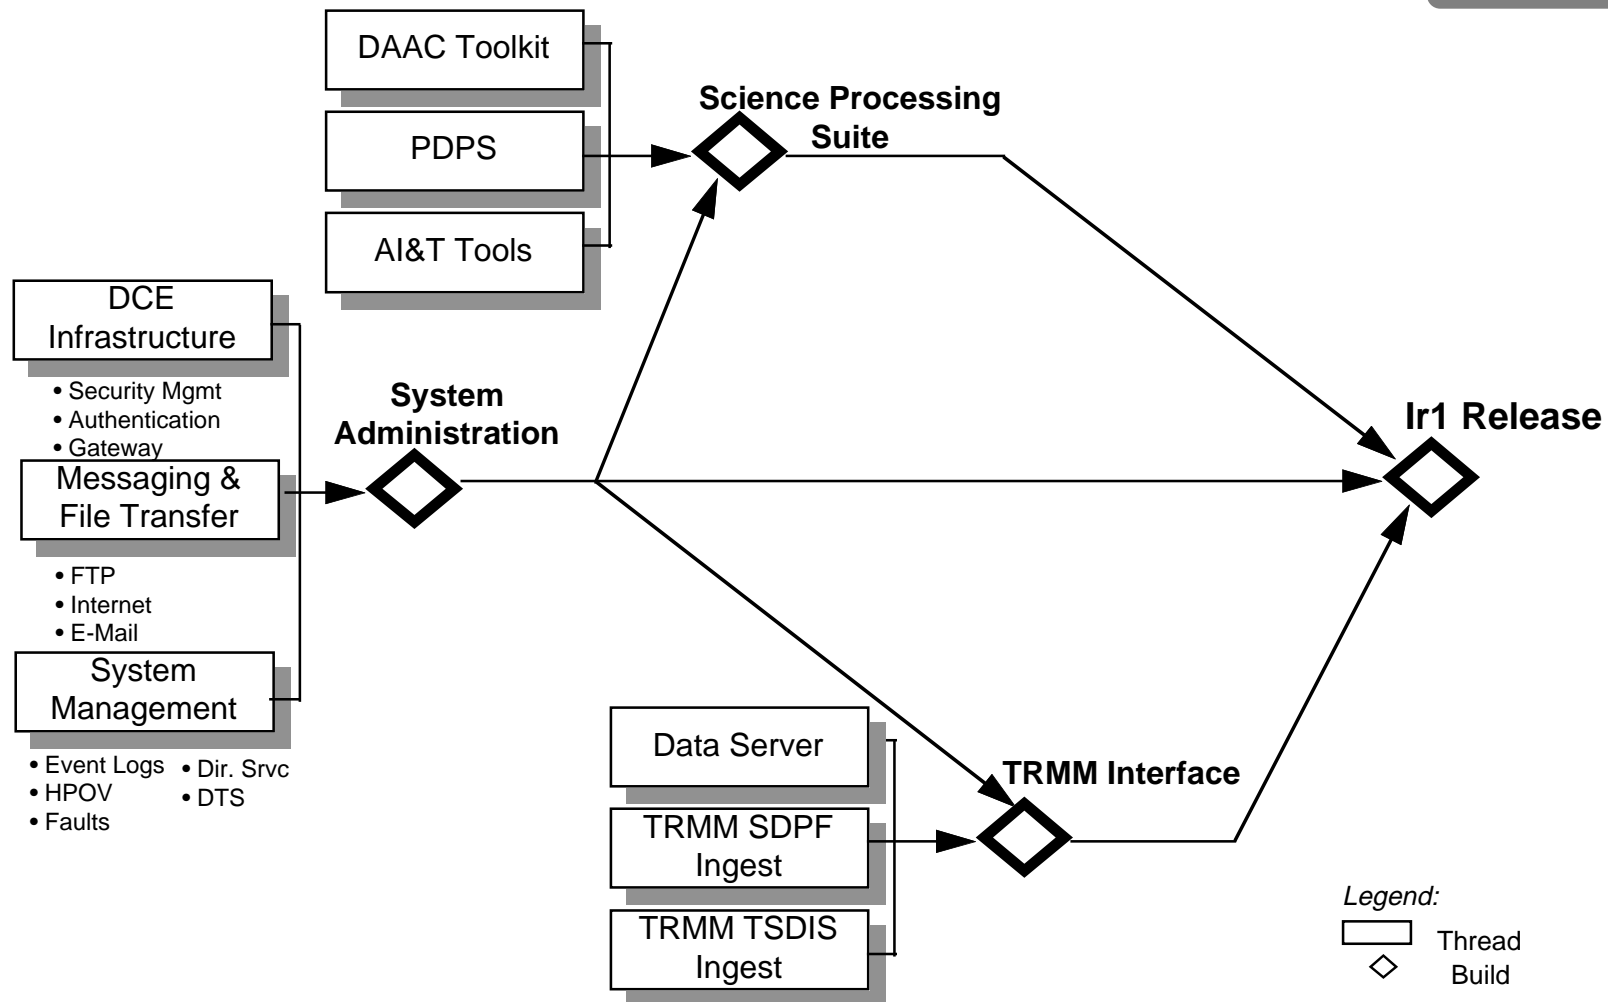 DAAC Toolkit
PDPS
AI&T Tools
Science Processing
Suite
DCE
Infrastructure
• Security Mgmt
• Authentication
• Gateway
Messaging &
File Transfer
• FTP
• Internet
• E-Mail
System
Management
• Event Logs
• HPOV
• Faults
• Dir. Srvc
• DTS
System
Administration
Ir1 Release
Data Server
TRMM SDPF
Ingest
TRMM TSDIS
Ingest
TRMM Interface
Legend:
Thread
Build